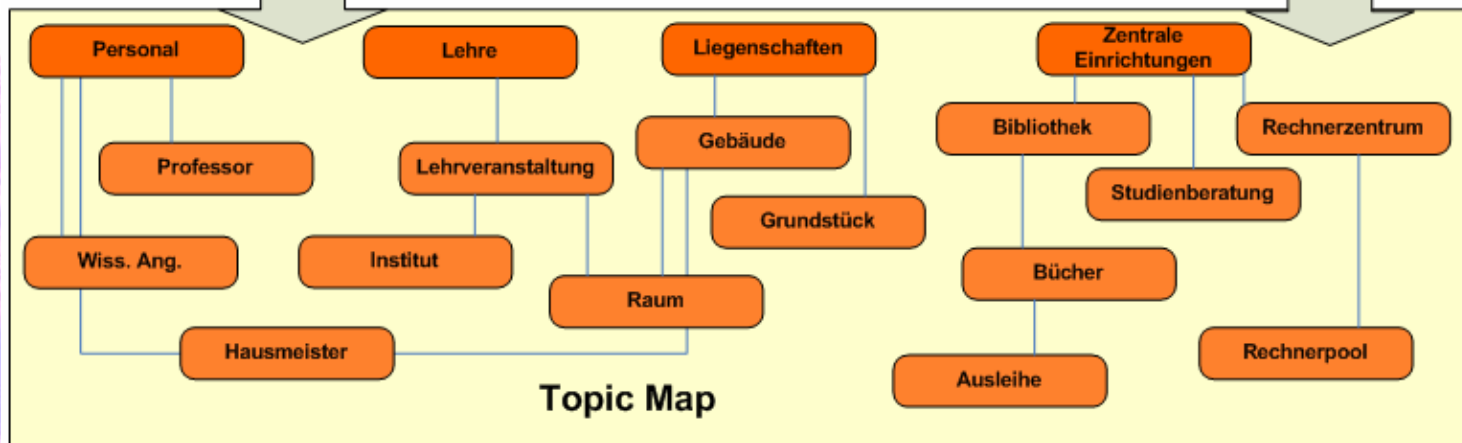 Personal
Lehre
Liegenschaften
Zentrale
Einrichtungen
Professor
Lehrveranstaltung
Gebäude
Bibliothek
Rechnerzentrum
Studienberatung
Grundstück
Wiss. Ang.
Institut
Raum
Bücher
Hausmeister
Rechnerpool
Ausleihe
Topic Map